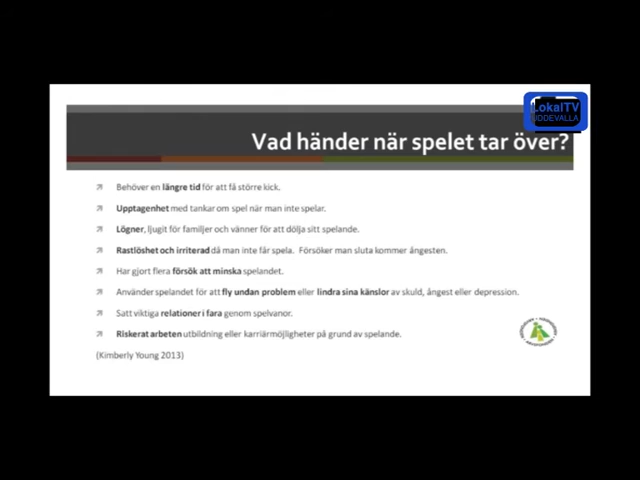 LokalTV
UDDEVALLA
Vad händer när spelet tar över?
Behöver en längre tid för att få större kick.
Upptagenhet med tankar om spel när man inte spelar.
Lögner, ljugit för familjer och vänner för att dölja sitt spelande.
Rastlöshet och irriterad då man inte får spela. Försöker man sluta kommer ångesten.
Har gjort flera försök att minska spelandet.
Använder spelandet för att fly undan problem eller lindra sina känslor av skuld, ångest eller depression.
Satt viktiga relationer i fara genom spelvanor.
Riskerat arbeten utbildning eller karriärmöjligheter på grund av spelande.
(Kimberly Young 2013)